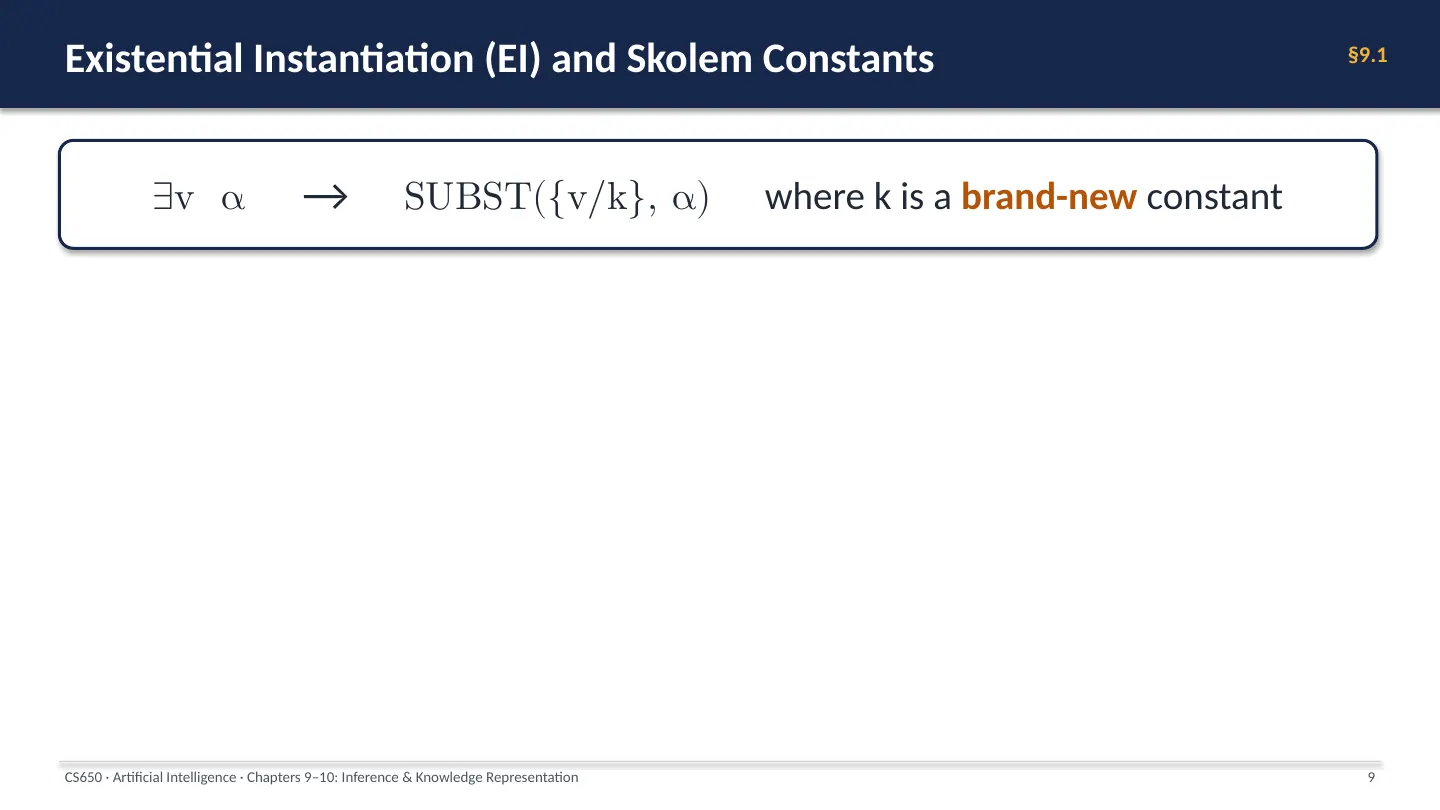 Existential Instantiation (EI) and Skolem Constants
§9.1
∃v α → SUBST({v/k}, α) where k is a brand-new constant
CS650 · Artificial Intelligence · Chapters 9–10: Inference & Knowledge Representation
9